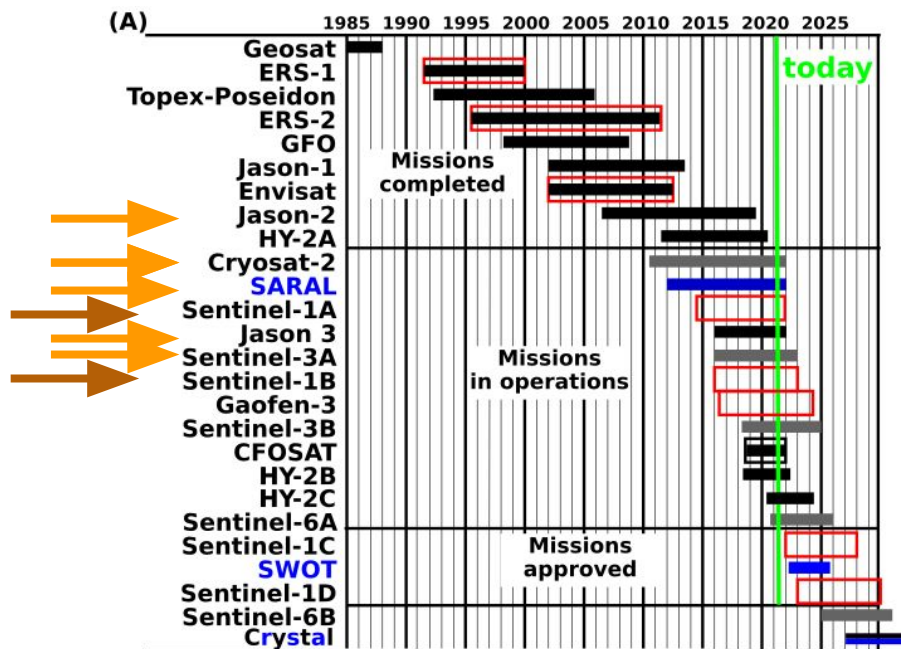 (A)
1985 1990 1995 2000 2005 2010 2015 2020 2025
Geosat
ERS-1
today
Topex-Poseidon
ERS-2
GFO
Jason-1
Missions
completed
Envisat
Jason-2
HY-2A
Cryosat-2
SARAL
Sentinel-1A
Jason 3
Sentinel-3A
Missions
in operations
Sentinel-1B
Gaofen-3
Sentinel-3B
CFOSAT
HY-2B
HY-2C
Sentinel-6A
Sentinel-1C
Missions
approved
SWOT
Sentinel-1D
Sentinel-6B
Crystal